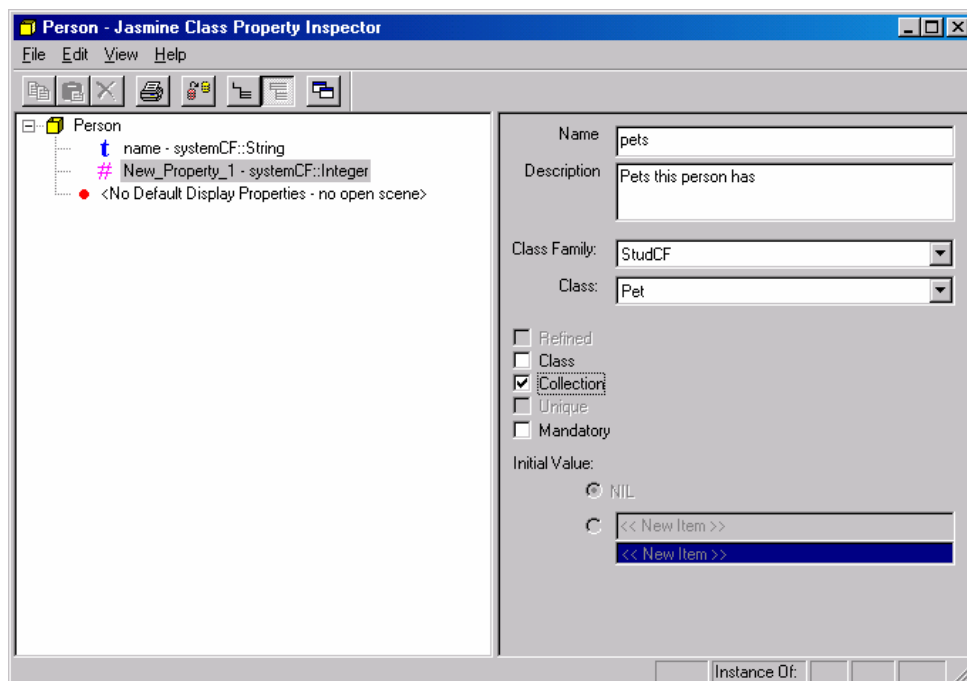 Person - Jasmine Class Property Inspector
File Edit View Help
Person
name - systemCF::String
New_Property_1 - systemCF::Integer
<No Default Display Properties - no open scene>
Name
pets
Description
Pets this person has
Class Family:
StudCF
Class:
Pet
Refined
Class
Collection
Unique
Mandatory
Initial Value:
NIL
<< New Item >>
<< New Item >>
Instance Of: